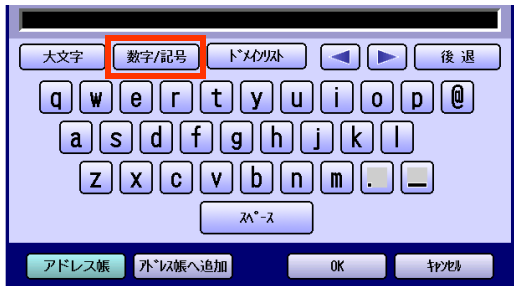 大文字 数字/記号 ﾄﾞﾒｲﾝﾘｽﾄ ◀ ▶ 後退
q w e r t y u i o p @
a s d f g h j k l
z x c v b n m . _
ｽﾍﾟｰｽ
アドレス帳 ｱﾄﾞﾚｽ帳へ追加 OK ｷｬﾝｾﾙ